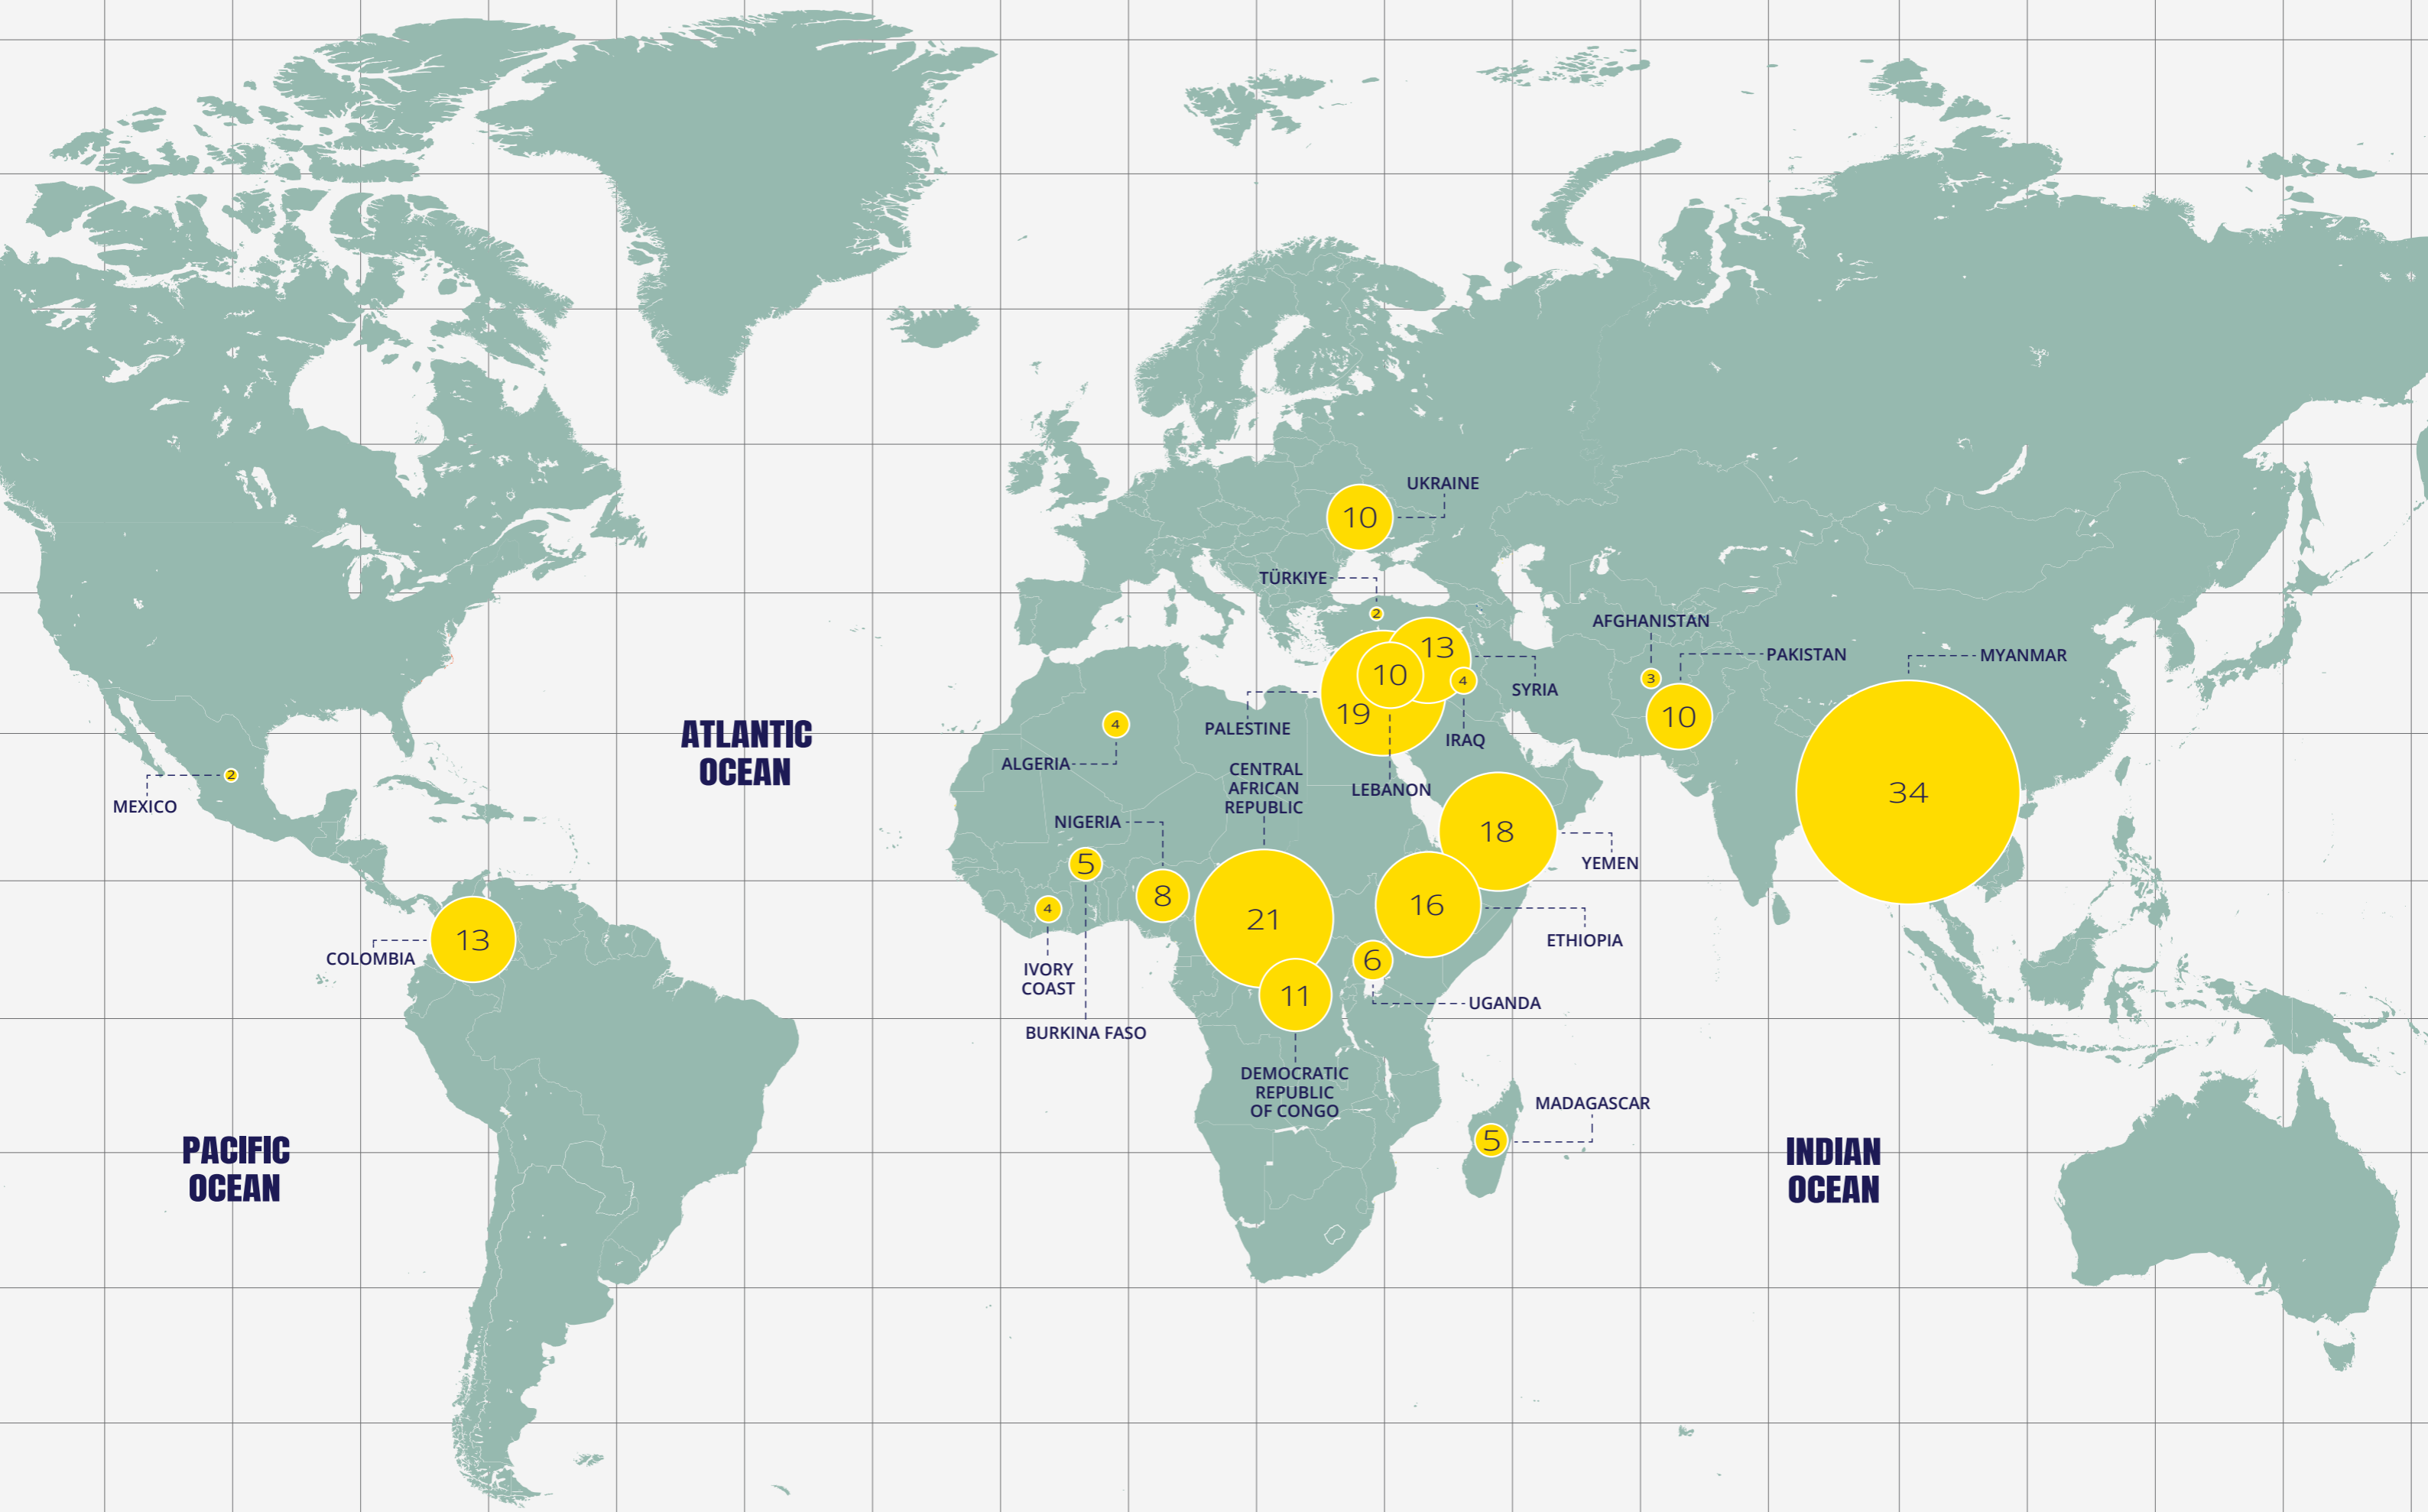 UKRAINE
10
TÜRKIYE
2
AFGHANISTAN
3
PAKISTAN
10
MYANMAR
34
13
SYRIA
10
4
IRAQ
19
PALESTINE
LEBANON
4
ALGERIA
ATLANTIC
OCEAN
2
MEXICO
CENTRAL
AFRICAN
REPUBLIC
21
NIGERIA
8
5
BURKINA FASO
4
IVORY
COAST
18
YEMEN
16
ETHIOPIA
6
UGANDA
11
DEMOCRATIC
REPUBLIC
OF CONGO
13
COLOMBIA
MADAGASCAR
5
PACIFIC
OCEAN
INDIAN
OCEAN